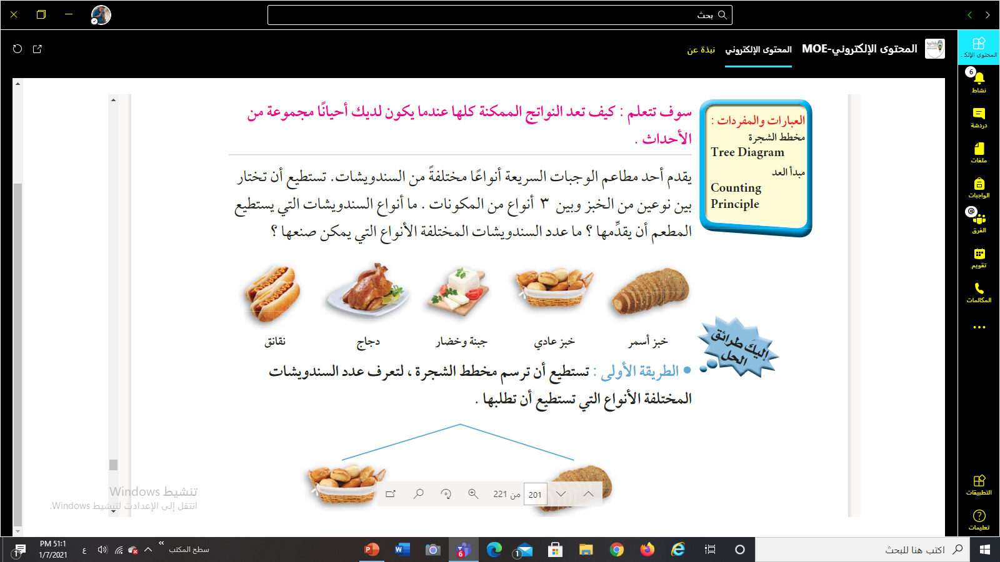 بحث
المحتوى الإلكتروني-MOE
المحتوى الإلكتروني
نبذة عن
المحتوى الإلك.
6
نشاط
دردشة
ملفات
الواجبات
@
الفرق
تقويم
المكالمات
التطبيقات
تعليمات
العبارات والمفردات :
مخطط الشجرة
Tree Diagram
مبدأ العد
Counting
Principle
سوف تتعلم : كيف تعد النواتج الممكنة كلها عندما يكون لديك أحيانًا مجموعة من
الأحداث .
يقدم أحد مطاعم الوجبات السريعة أنواعًا مختلفةً من السندويشات. تستطيع أن تختار
بين نوعين من الخبز وبين ٣ أنواع من المكونات . ما أنواع السندويشات التي يستطيع
المطعم أن يقدِّمها ؟ ما عدد السندويشات المختلفة الأنواع التي يمكن صنعها ؟
خبز أسمر
خبز عادي
جبنة وخضار
دجاج
نقانق
إليكَ طرائق
الحل
• الطريقة الأولى : تستطيع أن ترسم مخطط الشجرة ، لتعرف عدد السندويشات
المختلفة الأنواع التي تستطيع أن تطلبها .
201 من 221
تنشيط Windows
انتقل إلى الإعدادات لتنشيط Windows.
اكتب هنا للبحث
1
6
سطح المكتب
ع
PM 51:1
1/7/2021
1